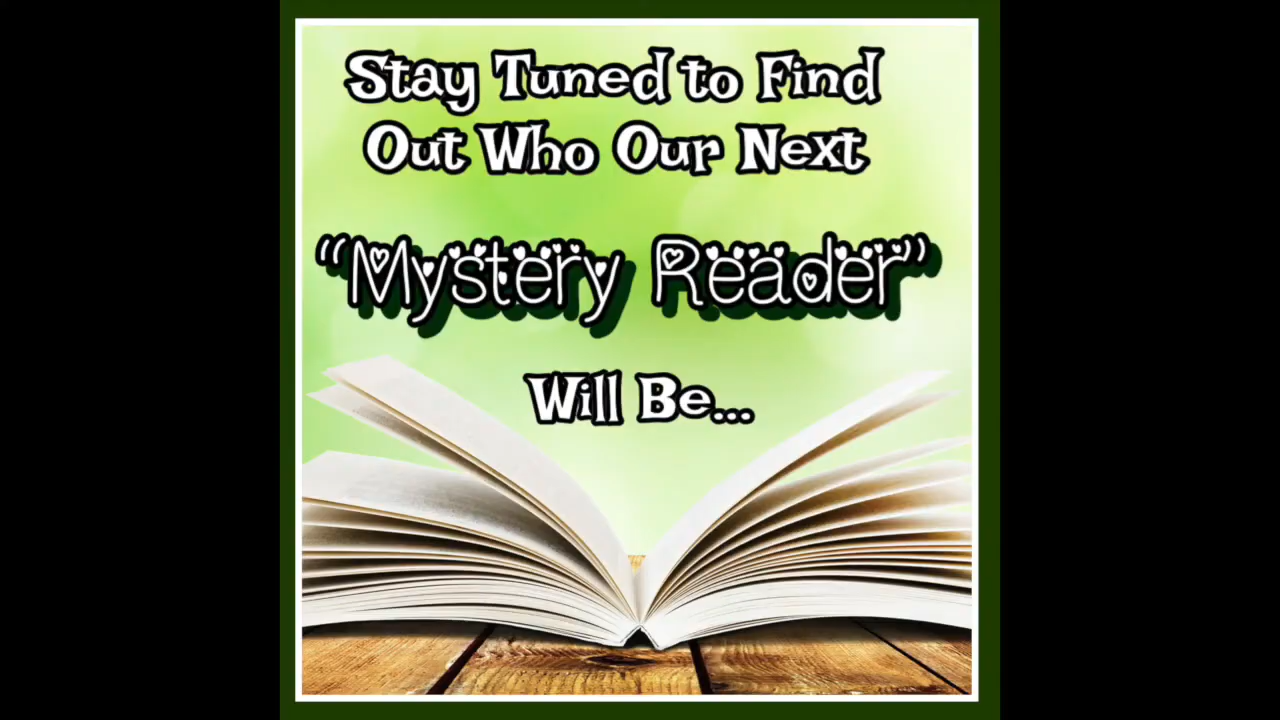 Stay Tuned to Find
Out Who Our Next
“Mystery Reader”
Will Be...